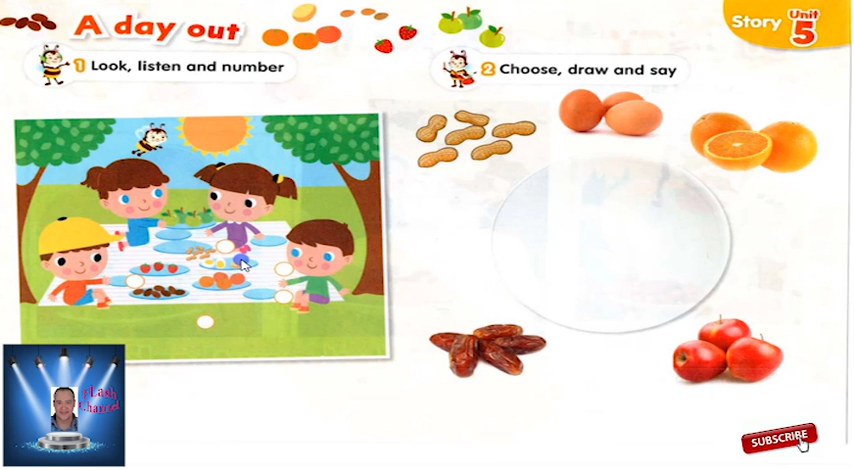 A day out
Story Unit 5
1 Look, listen and number
2 Choose, draw and say
Flash
Channel
SUBSCRIBE